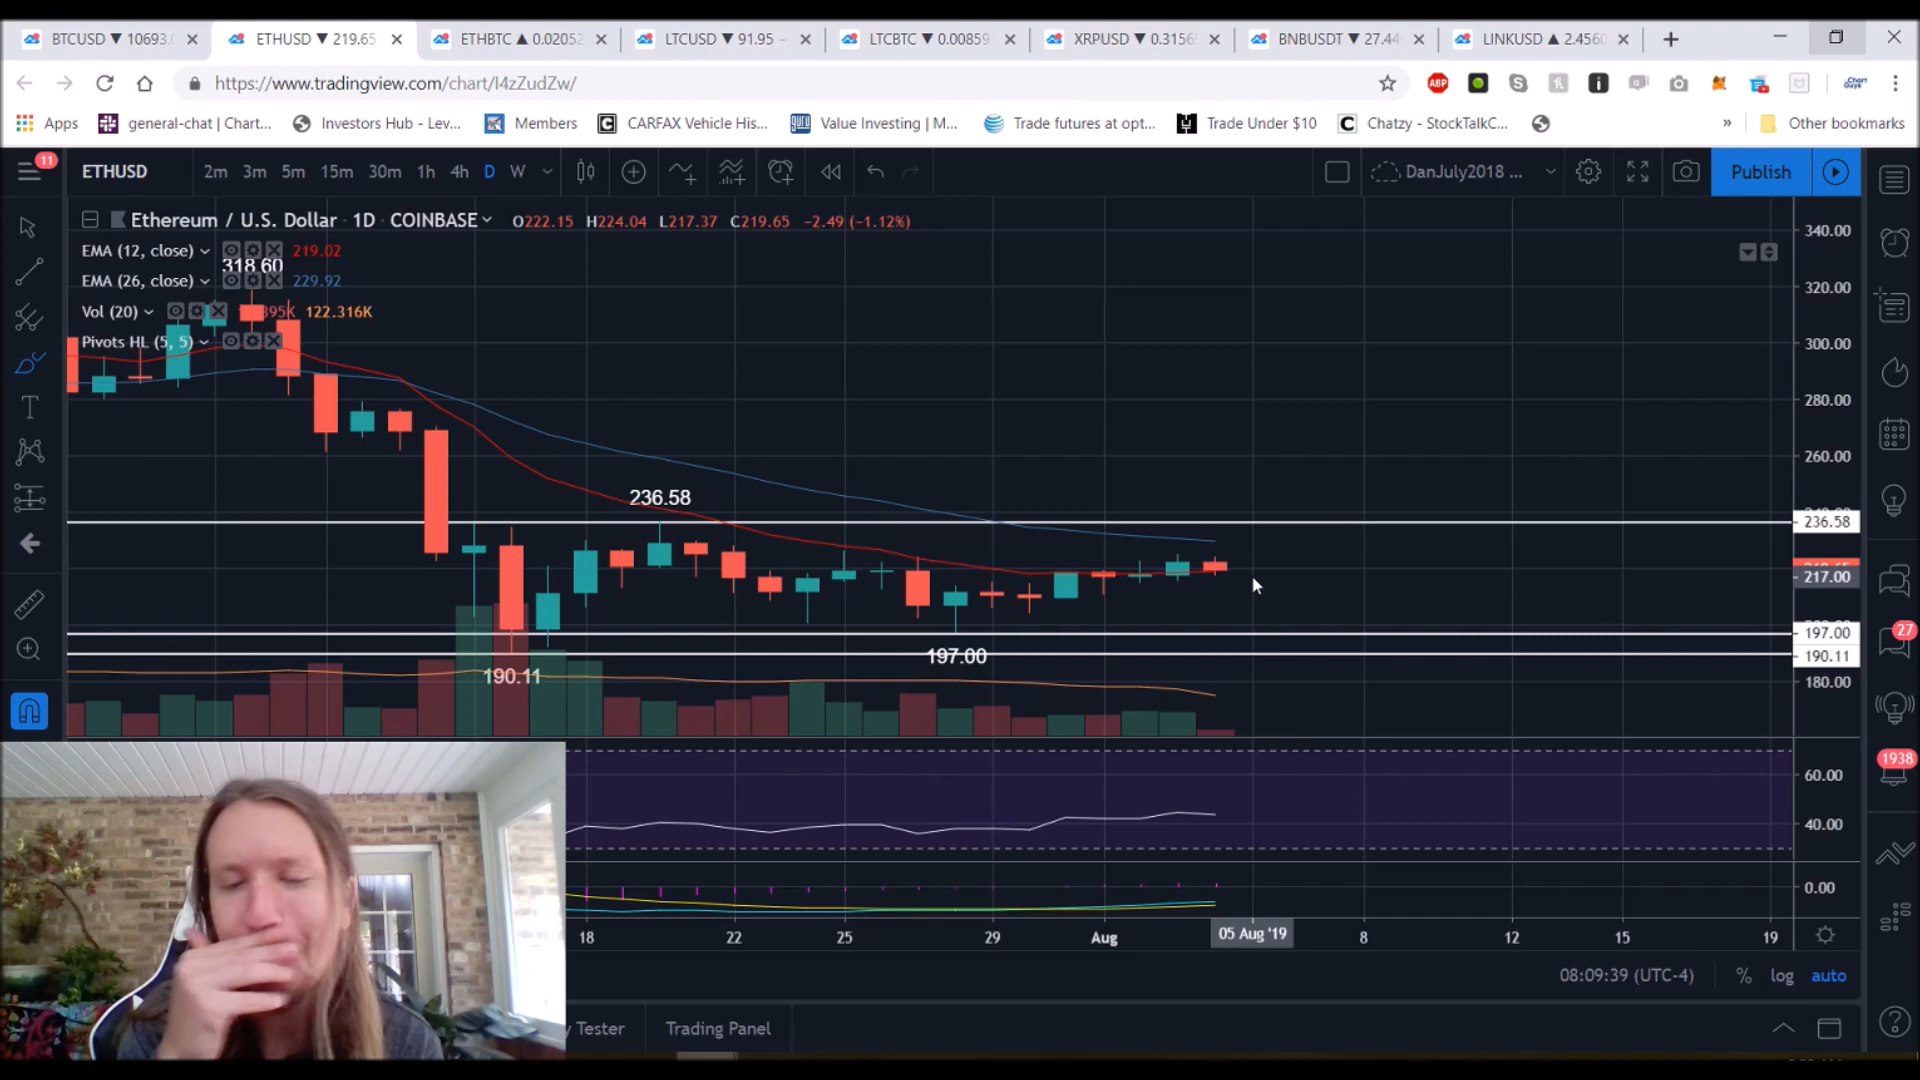 BTCUSD ▼ 10693.
ETHUSD ▼ 219.65
ETHBTC ▲ 0.02052
LTCUSD ▼ 91.95 –
LTCBTC ▼ 0.00859
XRPUSD ▼ 0.3156
BNBUSDT ▼ 27.44
LINKUSD ▲ 2.4560
https://www.tradingview.com/chart/I4zZudZw/
ABP
Apps
general-chat | Chart...
Investors Hub - Lev...
Members
CARFAX Vehicle His...
Value Investing | M...
Trade futures at opt...
Trade Under $10
Chatzy - StockTalkC...
»
Other bookmarks
11
ETHUSD
2m 3m 5m 15m 30m 1h 4h D W
DanJuly2018 ...
Publish
Ethereum / U.S. Dollar · 1D · COINBASE
O222.15 H224.04 L217.37 C219.65 −2.49 (−1.12%)
EMA (12, close) 219.02
318.60
EMA (26, close) 229.92
Vol (20) 395K 122.316K
Pivots HL (5, 5)
340.00
320.00
300.00
280.00
260.00
236.58
236.58
217.00
197.00
197.00
190.11
190.11
180.00
60.00
40.00
0.00
27
1938
18 22 25 29 Aug 05 Aug '19 8 12 15 19
08:09:39 (UTC-4) % log auto
y Tester
Trading Panel